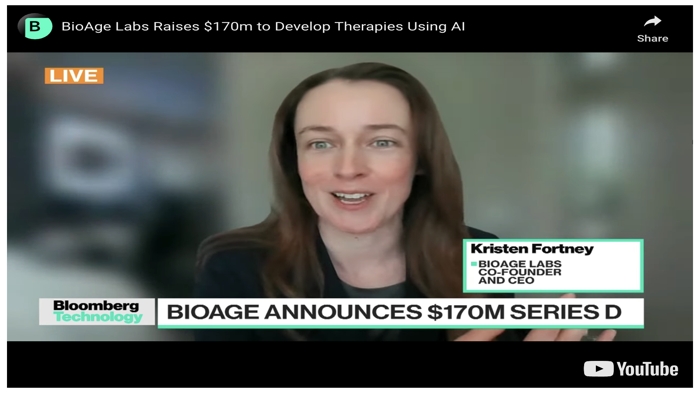 B
BioAge Labs Raises $170m to Develop Therapies Using AI
Share
LIVE
Kristen Fortney
BIOAGE LABS
CO-FOUNDER
AND CEO
Bloomberg
Technology
BIOAGE ANNOUNCES $170M SERIES D
YouTube